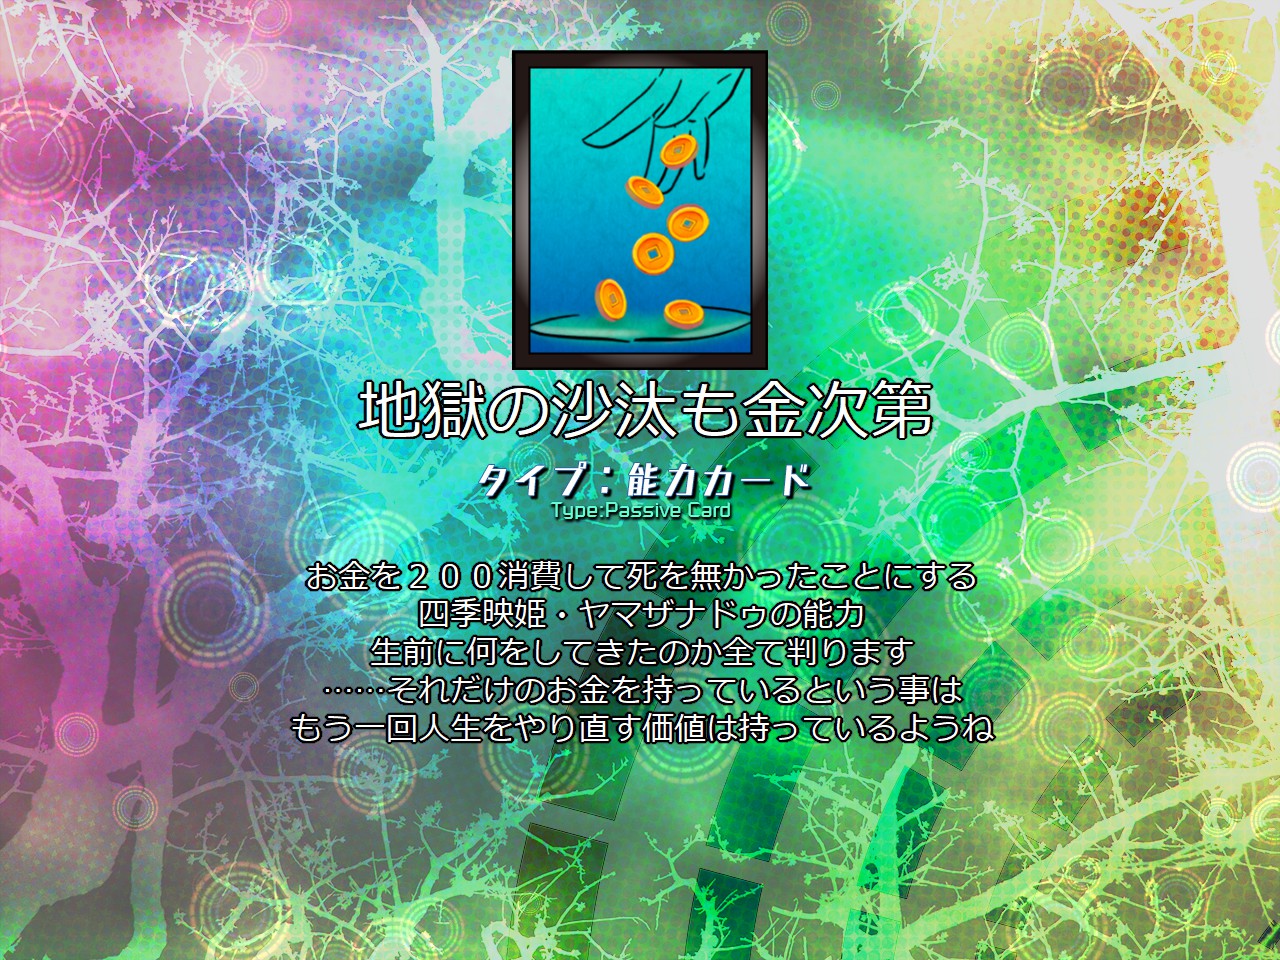 地獄の沙汰も金次第
タイプ：能力カード
Type:Passive Card
お金を２００消費して死を無かったことにする
四季映姫・ヤマザナドゥの能力
生前に何をしてきたのか全て判ります
……それだけのお金を持っているという事は
もう一回人生をやり直す価値は持っているようね